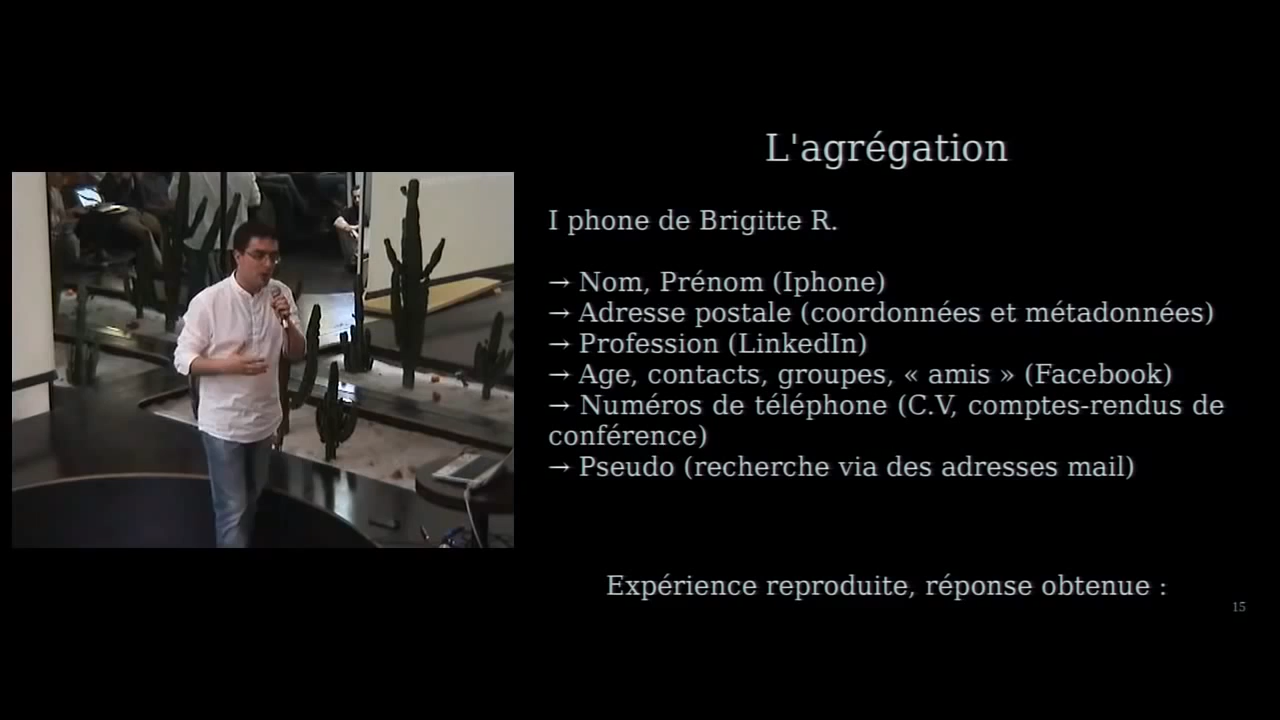 L'agrégation
I phone de Brigitte R.
→ Nom, Prénom (Iphone)
→ Adresse postale (coordonnées et métadonnées)
→ Profession (LinkedIn)
→ Age, contacts, groupes, « amis » (Facebook)
→ Numéros de téléphone (C.V, comptes-rendus de
conférence)
→ Pseudo (recherche via des adresses mail)
Expérience reproduite, réponse obtenue :
15